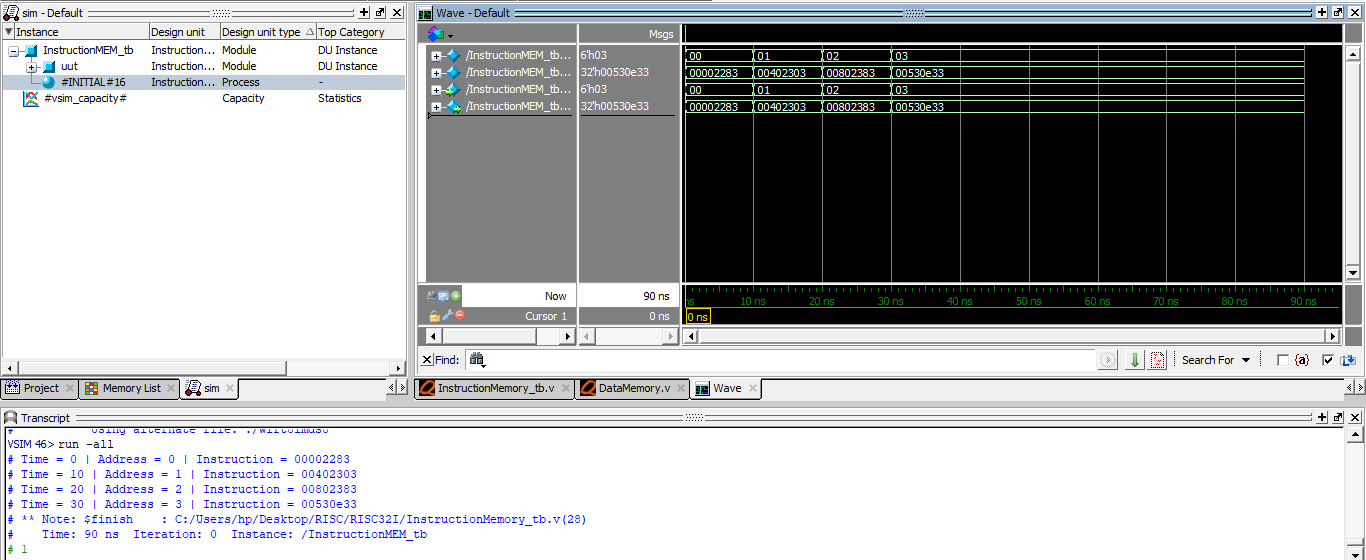 sim - Default
Instance Design unit Design unit type Top Category
InstructionMEM_tb Instruction... Module DU Instance
uut Instruction... Module DU Instance
#INITIAL#16 Instruction... Process -
#vsim_capacity# Capacity Statistics
Project Memory List sim
Wave - Default
Msgs
/InstructionMEM_tb... 6'h03 00 01 02 03
/InstructionMEM_tb... 32'h00530e33 00002283 00402303 00802383 00530e33
/InstructionMEM_tb... 6'h03 00 01 02 03
/InstructionMEM_tb... 32'h00530e33 00002283 00402303 00802383 00530e33
Now 90 ns ns 10 ns 20 ns 30 ns 40 ns 50 ns 60 ns 70 ns 80 ns 90 ns
Cursor 1 0 ns 0 ns
Find: Search For {a}
InstructionMemory_tb.v DataMemory.v Wave
Transcript
# Using alternate file: ./
VSIM 46> run -all
# Time = 0 | Address = 0 | Instruction = 00002283
# Time = 10 | Address = 1 | Instruction = 00402303
# Time = 20 | Address = 2 | Instruction = 00802383
# Time = 30 | Address = 3 | Instruction = 00530e33
# ** Note: $finish : C:/Users/hp/Desktop/RISC/RISC32I/InstructionMemory_tb.v(28)
# Time: 90 ns Iteration: 0 Instance: /InstructionMEM_tb
# 1